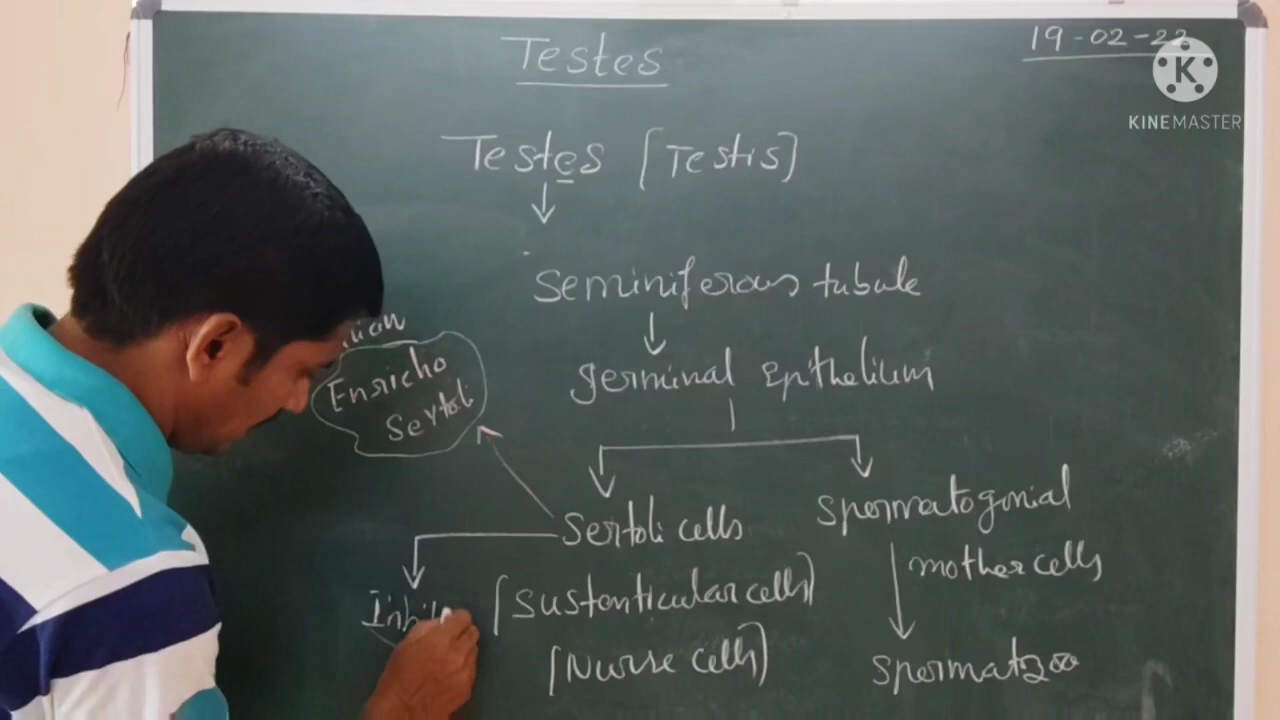 Testes
19-02-22
KINEMASTER
Testes [Testis]
Seminiferous tubule
germinal Epithelium
Enricho
Sertoli
Sertoli cells
Spermatogonial
mother cells
[Sustenticular cells]
[Nurse cells]
Spermatozoa